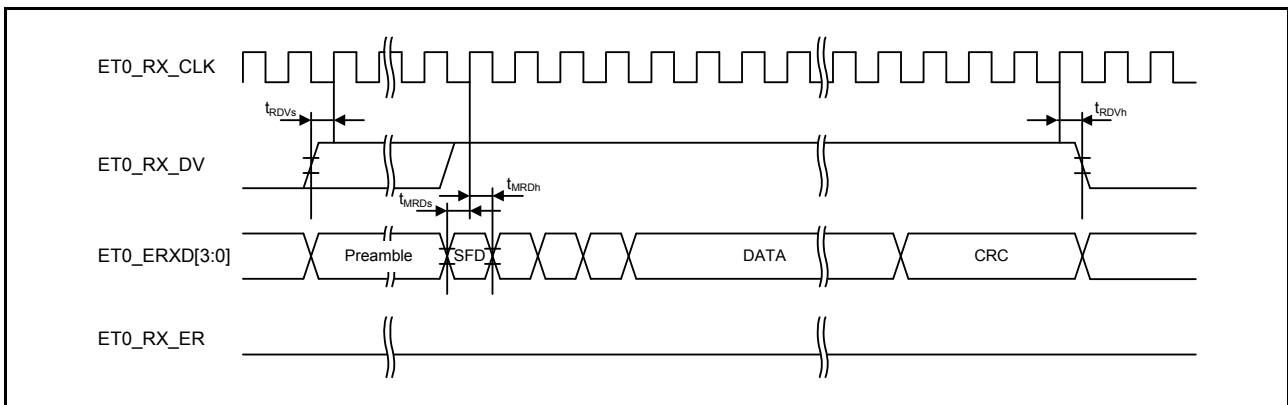 ET0_RX_CLK
tRDVs
tRDVh
ET0_RX_DV
tMRDh
tMRDs
ET0_ERXD[3:0]
Preamble
SFD
DATA
CRC
ET0_RX_ER